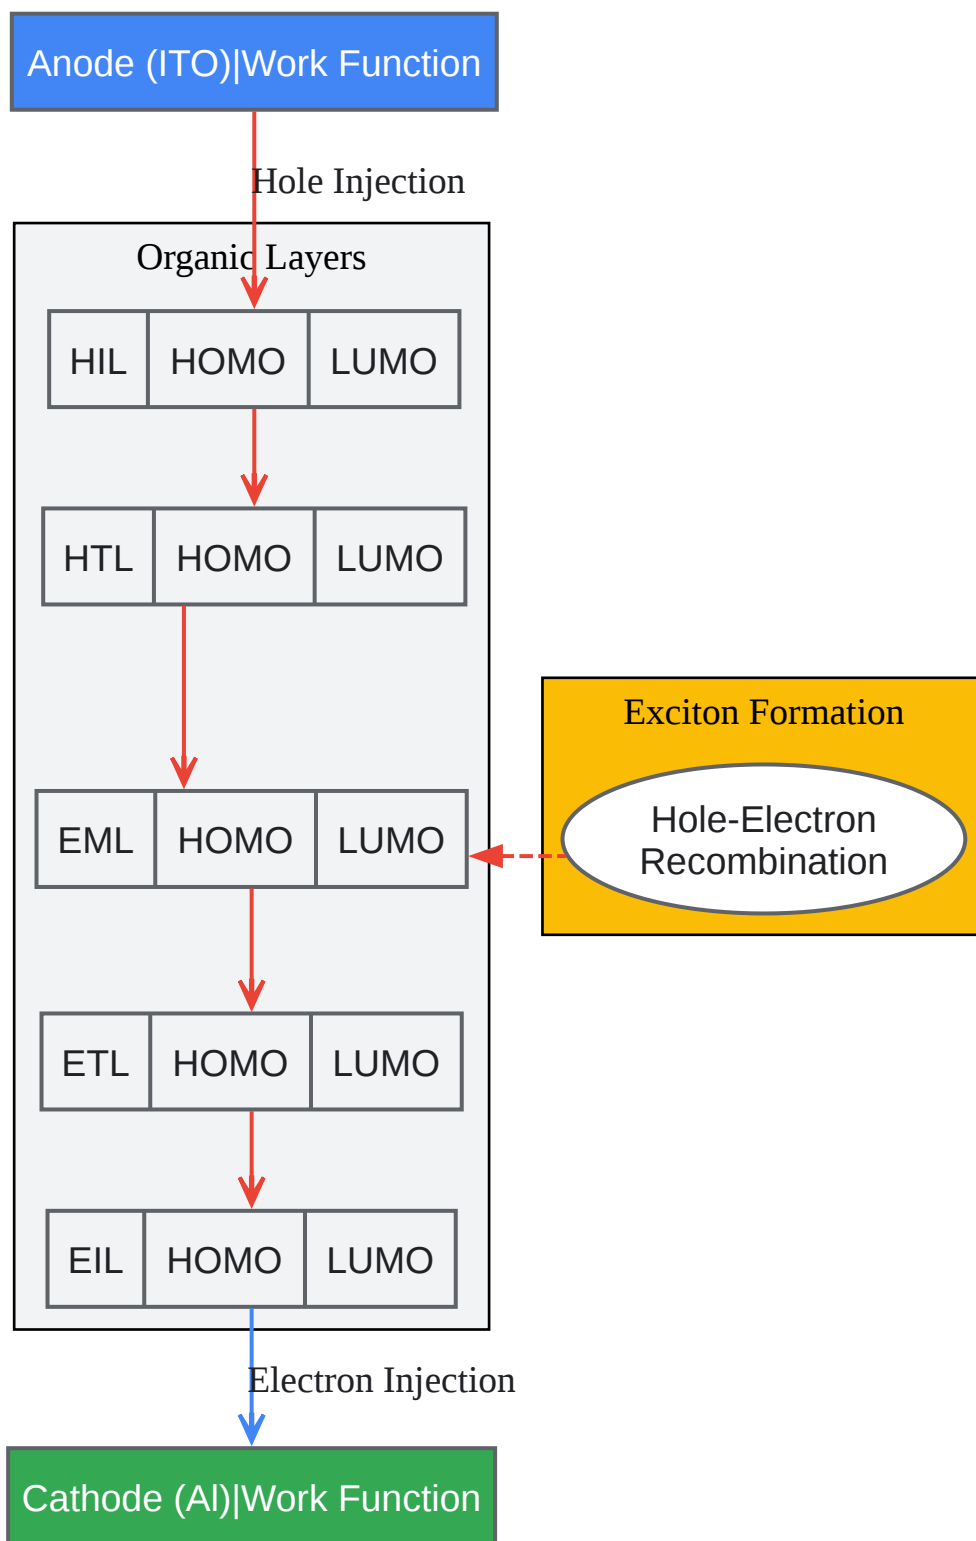 Anode (ITO)|Work Function
Hole Injection
Organic Layers
HIL HOMO LUMO
HTL HOMO LUMO
Exciton Formation
Hole-Electron
Recombination
EML HOMO LUMO
ETL HOMO LUMO
EIL HOMO LUMO
Electron Injection
Cathode (Al)|Work Function